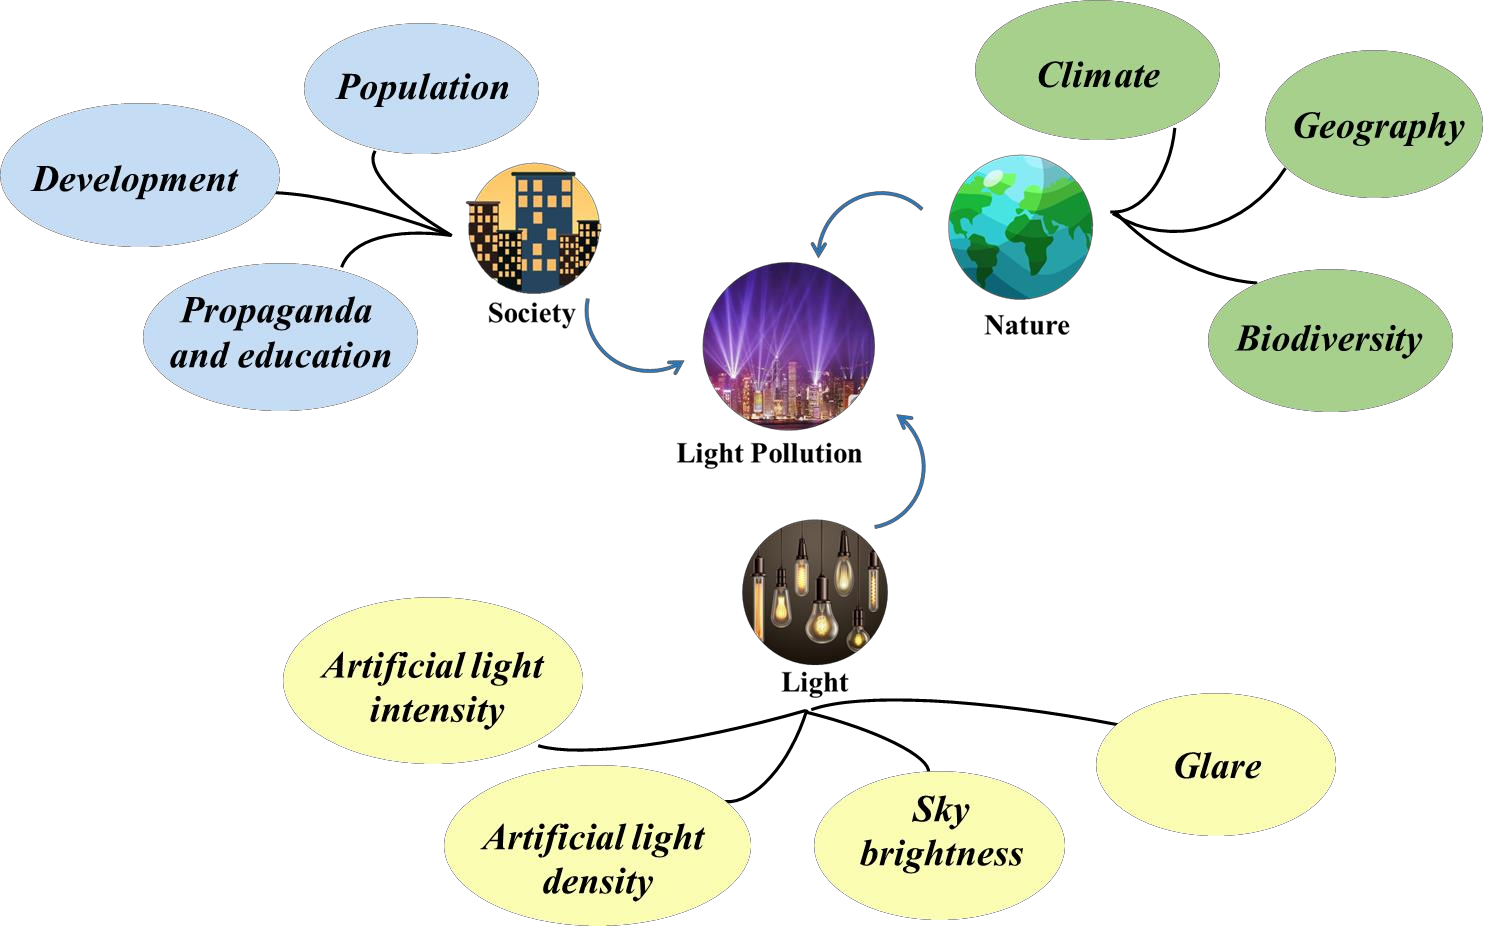 Population
Development
Propaganda
and education
Society
Climate
Geography
Biodiversity
Nature
Light Pollution
Light
Artificial light
intensity
Artificial light
density
Sky
brightness
Glare